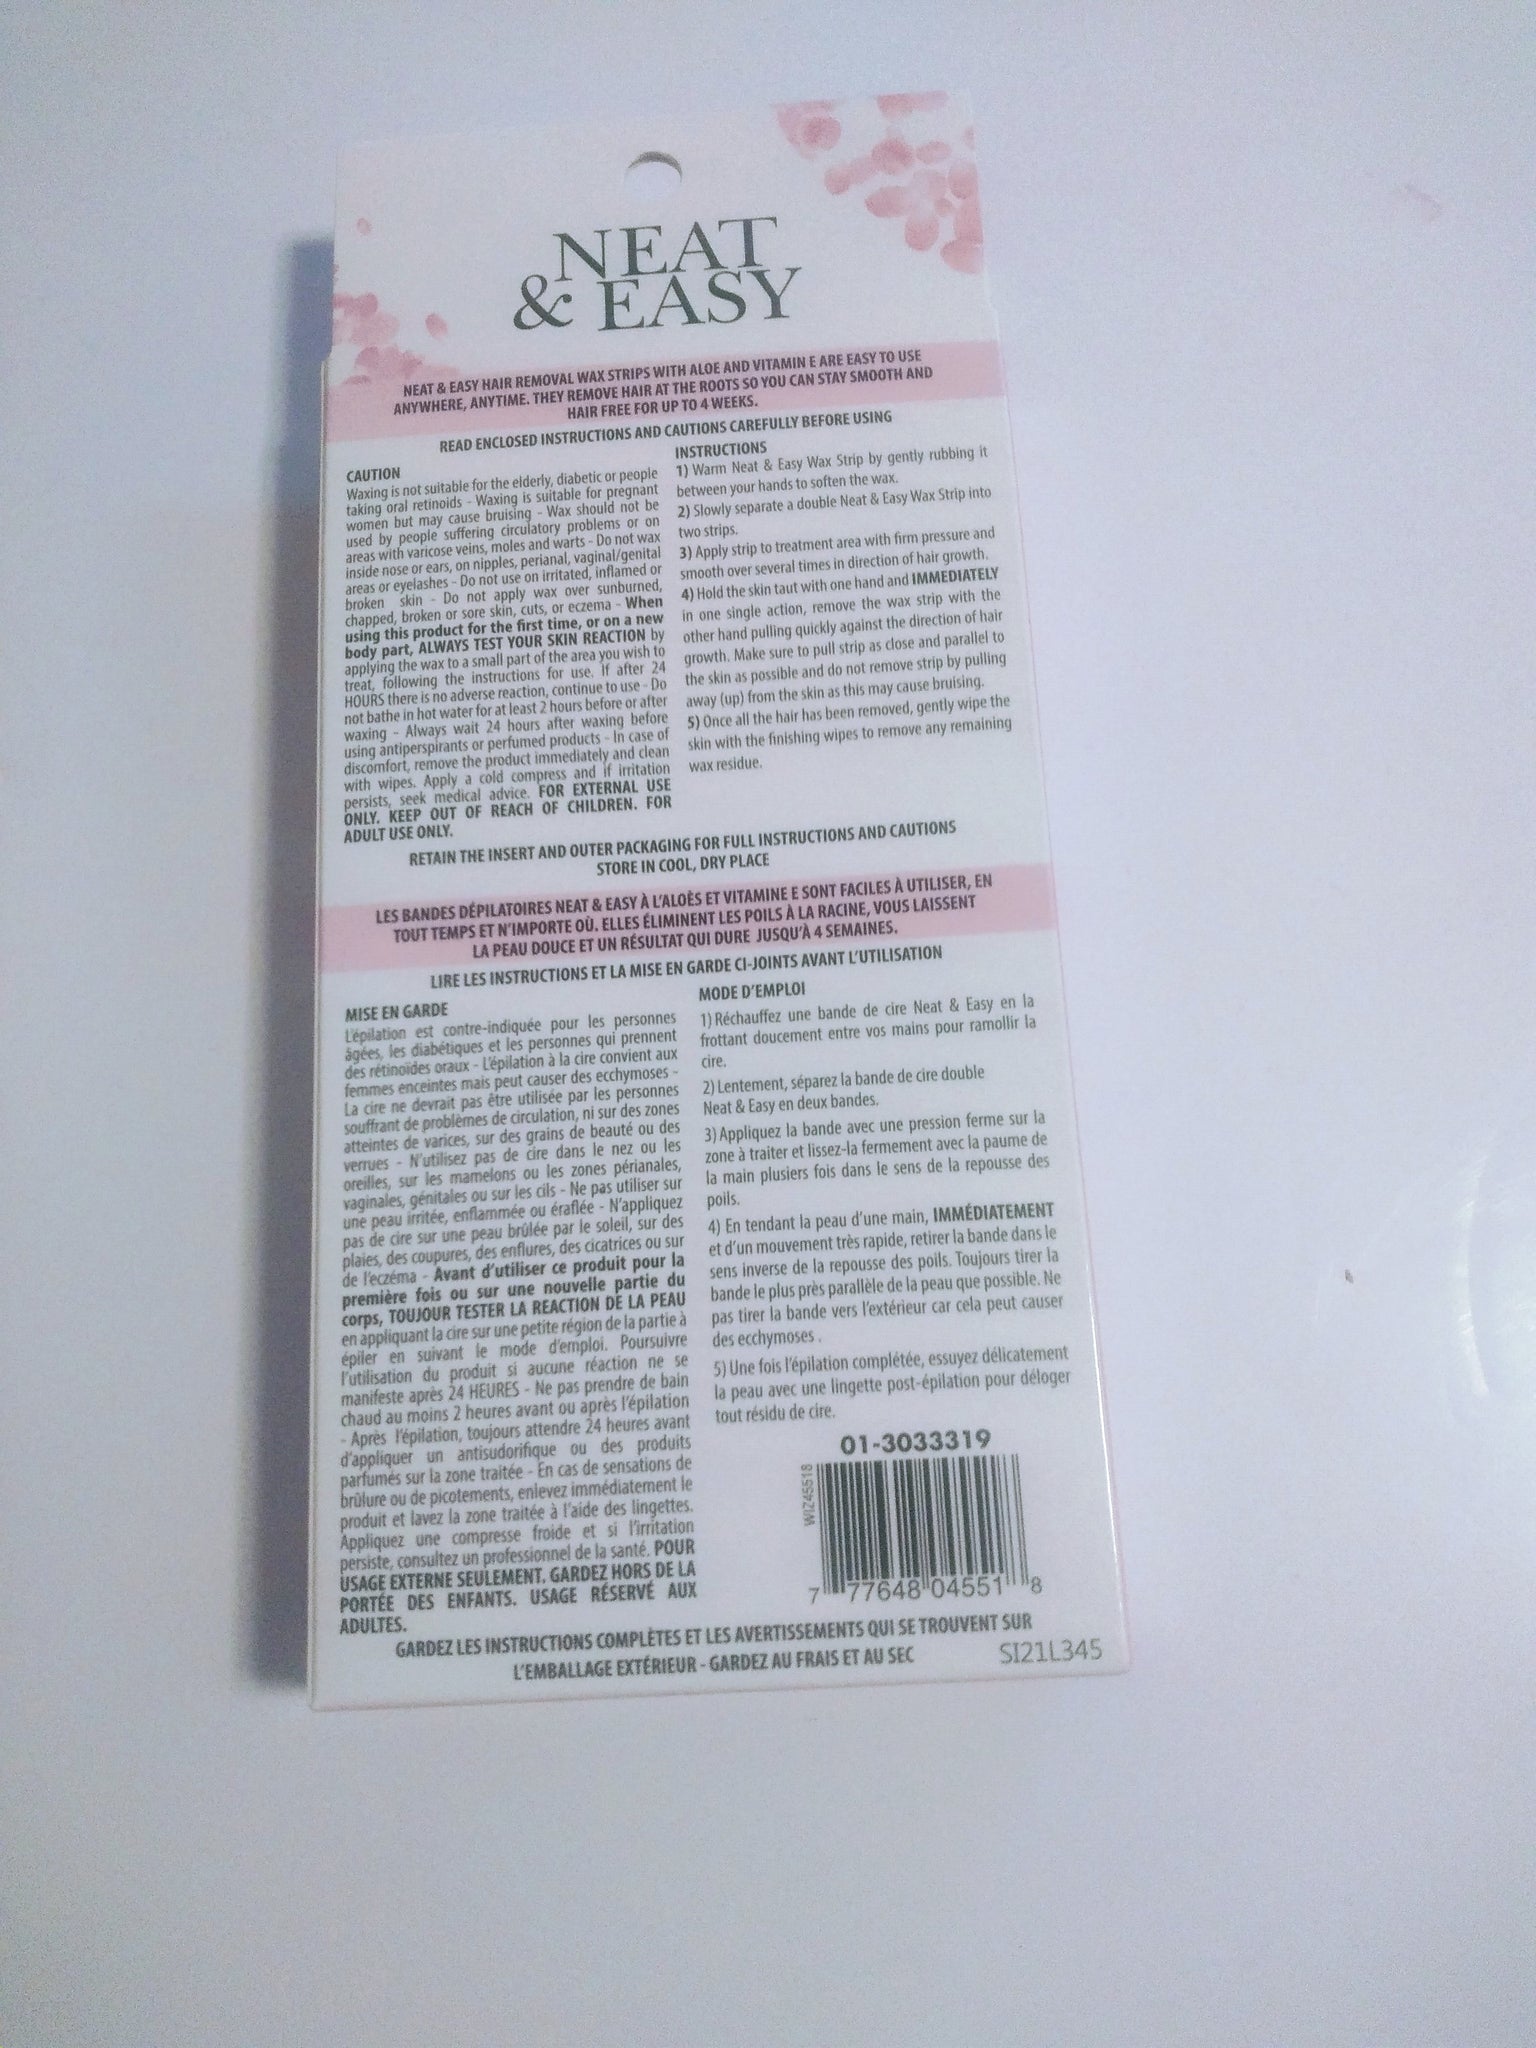 NEAT
& EASY
NEAT & EASY HAIR REMOVAL WAX STRIPS WITH ALOE AND VITAMIN E ARE EASY TO USE
ANYWHERE, ANYTIME. THEY REMOVE HAIR AT THE ROOTS SO YOU CAN STAY SMOOTH AND
HAIR FREE FOR UP TO 4 WEEKS.
READ ENCLOSED INSTRUCTIONS AND CAUTIONS CAREFULLY BEFORE USING
CAUTION
Waxing is not suitable for the elderly, diabetic or people
taking oral retinoids - Waxing is suitable for pregnant
women but may cause bruising - Wax should not be
used by people suffering circulatory problems or on
areas with varicose veins, moles and warts - Do not wax
inside nose or ears, on nipples, perianal, vaginal/genital
areas or eyelashes - Do not use on irritated, inflamed or
broken skin - Do not apply wax over sunburned,
chapped, broken or sore skin, cuts, or eczema - When
using this product for the first time, or on a new
body part, ALWAYS TEST YOUR SKIN REACTION by
applying the wax to a small part of the area you wish to
treat, following the instructions for use. If after 24
HOURS there is no adverse reaction, continue to use - Do
not bathe in hot water for at least 2 hours before or after
waxing - Always wait 24 hours after waxing before
using antiperspirants or perfumed products - In case of
discomfort, remove the product immediately and clean
with wipes. Apply a cold compress and if irritation
persists, seek medical advice. FOR EXTERNAL USE
ONLY. KEEP OUT OF REACH OF CHILDREN. FOR
ADULT USE ONLY.
INSTRUCTIONS
1) Warm Neat & Easy Wax Strip by gently rubbing it
between your hands to soften the wax.
2) Slowly separate a double Neat & Easy Wax Strip into
two strips.
3) Apply strip to treatment area with firm pressure and
smooth over several times in direction of hair growth.
4) Hold the skin taut with one hand and IMMEDIATELY
in one single action, remove the wax strip with the
other hand pulling quickly against the direction of hair
growth. Make sure to pull strip as close and parallel to
the skin as possible and do not remove strip by pulling
away (up) from the skin as this may cause bruising.
5) Once all the hair has been removed, gently wipe the
skin with the finishing wipes to remove any remaining
wax residue.
RETAIN THE INSERT AND OUTER PACKAGING FOR FULL INSTRUCTIONS AND CAUTIONS
STORE IN COOL, DRY PLACE
LES BANDES DÉPILATOIRES NEAT & EASY À L'ALOÈS ET VITAMINE E SONT FACILES À UTILISER, EN
TOUT TEMPS ET N'IMPORTE OÙ. ELLES ÉLIMINENT LES POILS À LA RACINE, VOUS LAISSENT
LA PEAU DOUCE ET UN RÉSULTAT QUI DURE JUSQU'À 4 SEMAINES.
LIRE LES INSTRUCTIONS ET LA MISE EN GARDE CI-JOINTS AVANT L'UTILISATION
MISE EN GARDE
L'épilation est contre-indiquée pour les personnes
âgées, les diabétiques et les personnes qui prennent
des rétinoïdes oraux - L'épilation à la cire convient aux
femmes enceintes mais peut causer des ecchymoses -
La cire ne devrait pas être utilisée par les personnes
souffrant de problèmes de circulation, ni sur des zones
atteintes de varices, sur des grains de beauté ou des
verrues - N'utilisez pas de cire dans le nez ou les
oreilles, sur les mamelons ou les zones périanales,
vaginales, génitales ou sur les cils - Ne pas utiliser sur
une peau irritée, enflammée ou éraflée - N'appliquez
pas de cire sur une peau brûlée par le soleil, sur des
plaies, des coupures, des enflures, des cicatrices ou sur
de l'eczéma - Avant d'utiliser ce produit pour la
première fois ou sur une nouvelle partie du
corps, TOUJOUR TESTER LA REACTION DE LA PEAU
en appliquant la cire sur une petite région de la partie à
épiler en suivant le mode d'emploi. Poursuivre
l'utilisation du produit si aucune réaction ne se
manifeste après 24 HEURES - Ne pas prendre de bain
chaud au moins 2 heures avant ou après l'épilation
- Après l'épilation, toujours attendre 24 heures avant
d'appliquer un antisudorifique ou des produits
parfumés sur la zone traitée - En cas de sensations de
brûlure ou de picotements, enlevez immédiatement le
produit et lavez la zone traitée à l'aide des lingettes.
Appliquez une compresse froide et si l'irritation
persiste, consultez un professionnel de la santé. POUR
USAGE EXTERNE SEULEMENT. GARDEZ HORS DE LA
PORTÉE DES ENFANTS. USAGE RÉSERVÉ AUX
ADULTES.
MODE D'EMPLOI
1) Réchauffez une bande de cire Neat & Easy en la
frottant doucement entre vos mains pour ramollir la
cire.
2) Lentement, séparez la bande de cire double
Neat & Easy en deux bandes.
3) Appliquez la bande avec une pression ferme sur la
zone à traiter et lissez-la fermement avec la paume de
la main plusiers fois dans le sens de la repousse des
poils.
4) En tendant la peau d'une main, IMMÉDIATEMENT
et d'un mouvement très rapide, retirer la bande dans le
sens inverse de la repousse des poils. Toujours tirer la
bande le plus près parallèle de la peau que possible. Ne
pas tirer la bande vers l'extérieur car cela peut causer
des ecchymoses .
5) Une fois l'épilation complétée, essuyez délicatement
la peau avec une lingette post-épilation pour déloger
tout résidu de cire.
01-3033319
WIZ45518
7 77648 04551 8
GARDEZ LES INSTRUCTIONS COMPLÈTES ET LES AVERTISSEMENTS QUI SE TROUVENT SUR
L'EMBALLAGE EXTÉRIEUR - GARDEZ AU FRAIS ET AU SEC
SI21L345